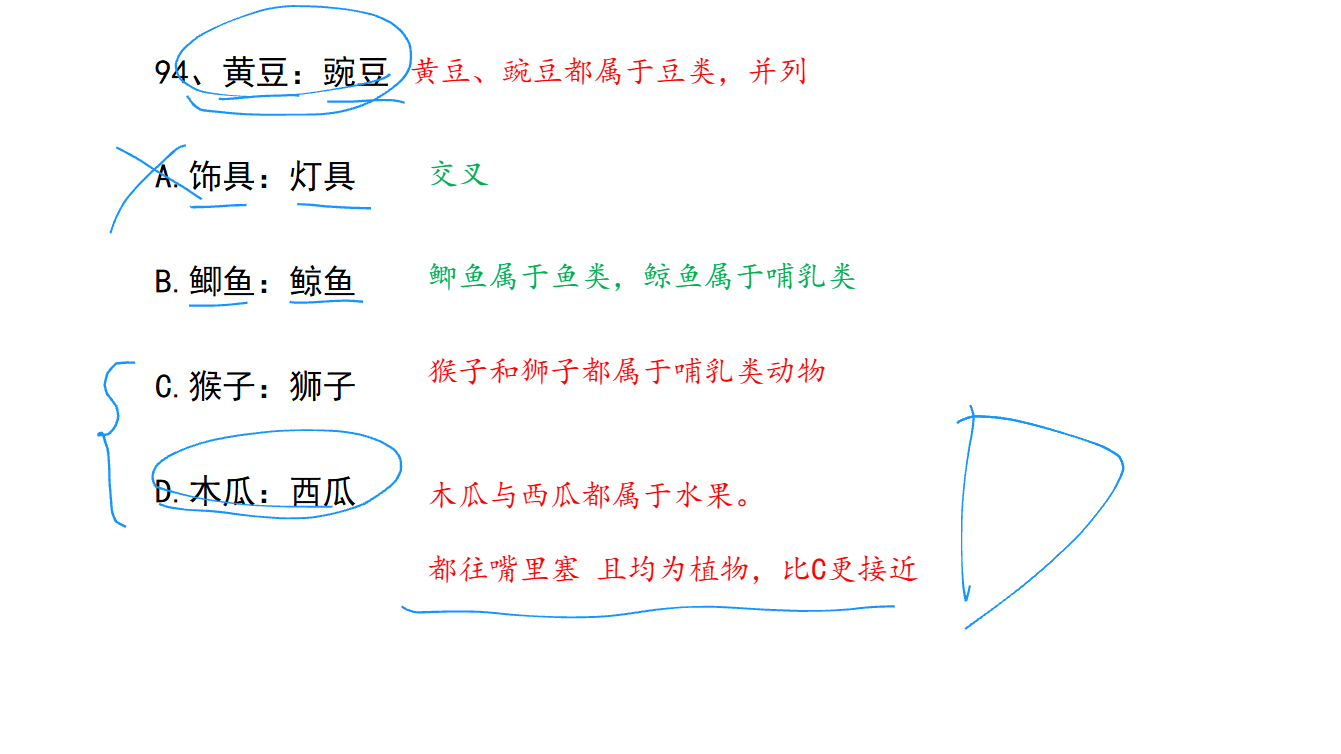 94、黄豆：豌豆 黄豆、豌豆都属于豆类，并列
A.饰具：灯具 交叉
B.鲫鱼：鲸鱼 鲫鱼属于鱼类，鲸鱼属于哺乳类
C.猴子：狮子 猴子和狮子都属于哺乳类动物
D.木瓜：西瓜 木瓜与西瓜都属于水果。
都往嘴里塞 且均为植物，比C更接近
D